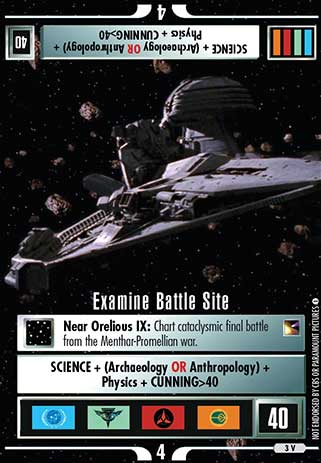 4
SCIENCE + (Archaeology OR Anthropology) +
Physics + CUNNING>40
40
Examine Battle Site
Near Orelious IX: Chart cataclysmic final battle
from the Menthar-Promellian war.
SCIENCE + (Archaeology OR Anthropology) +
Physics + CUNNING>40
40
4
3 V
NOT ENDORSED BY CBS OR PARAMOUNT PICTURES